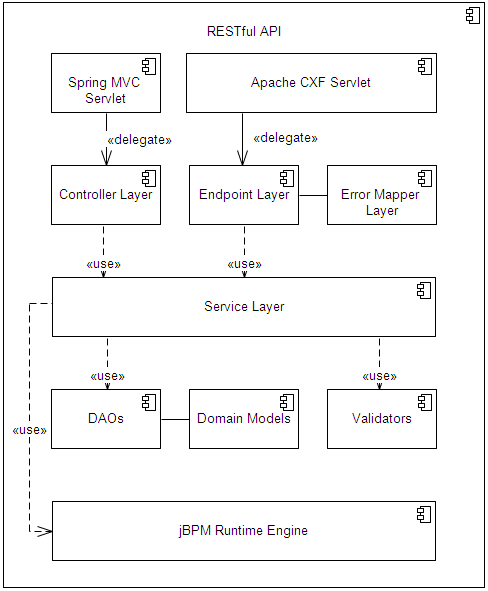 RESTful API
Spring MVC
Servlet
Apache CXF Servlet
«delegate»
«delegate»
Controller Layer
Endpoint Layer
Error Mapper
Layer
«use»
«use»
Service Layer
«use»
«use»
DAOs
Domain Models
Validators
«use»
jBPM Runtime Engine